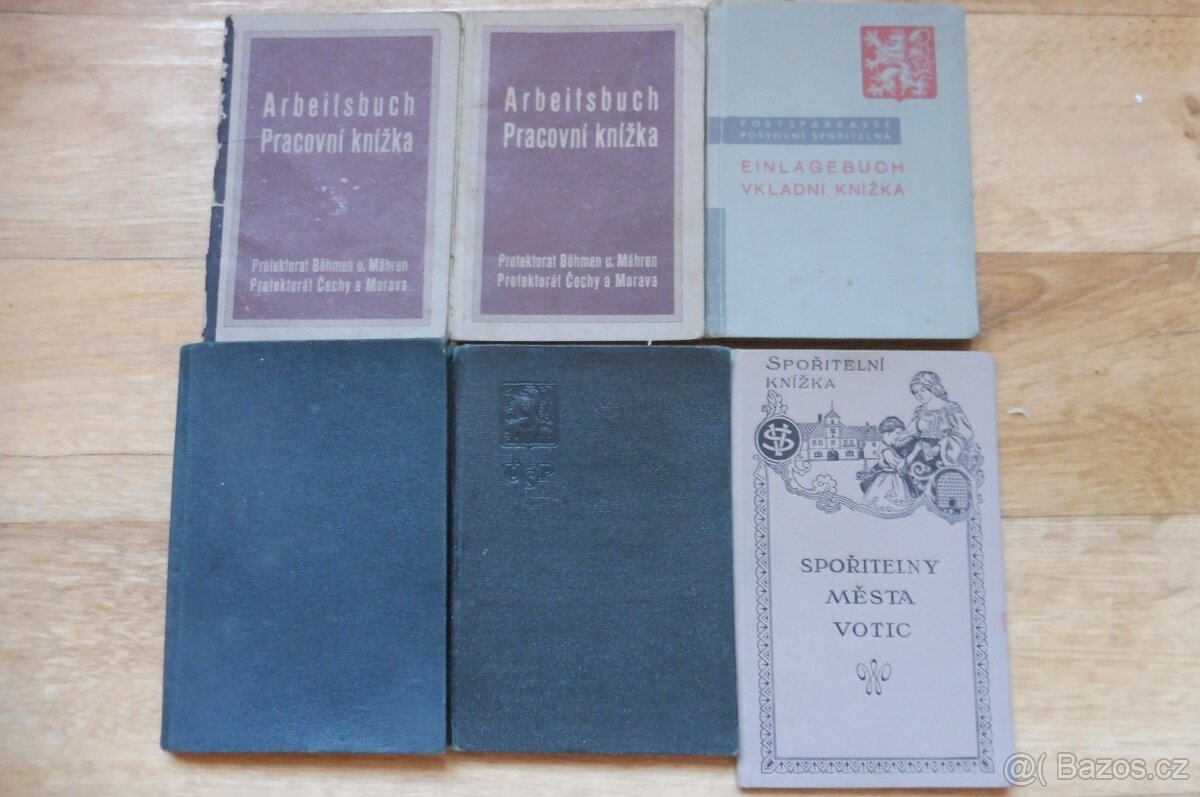 Arbeitsbuch
Pracovní knížka
Protektorat Böhmen u. Mähren
Protektorát Čechy a Morava
Arbeitsbuch
Pracovní knížka
Protektorat Böhmen u. Mähren
Protektorát Čechy a Morava
POSTSPARKASSE
POŠTOVNÍ SPOŘITELNA
EINLAGEBUCH
VKLADNÍ KNÍŽKA
SPOŘITELNÍ
KNÍŽKA
SPOŘITELNY
MĚSTA
VOTIC
@( Bazos.cz